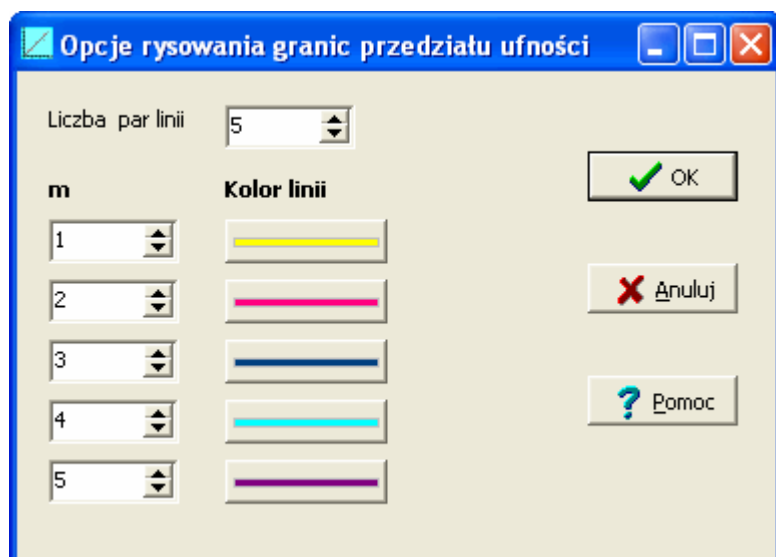 Opcje rysowania granic przedziału ufności
Liczba par linii 5
OK
m Kolor linii
1
2
Anuluj
3
4
Pomoc
5